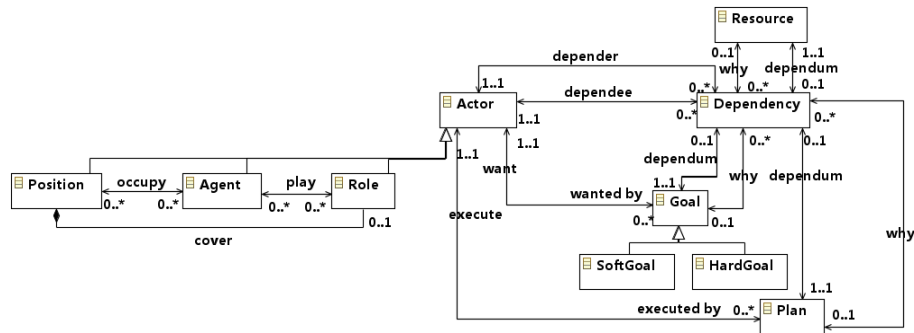 Resource
depender
0..1
1..1
why
dependum
1..1
0..*
0..*
0..1
dependee
Actor
Dependency
1..1
0..*
0..*
1..1
1..1
0..1
0..*
0..1
want
dependum
why
dependum
Position
occupy
Agent
play
Role
1..1
wanted by
Goal
0..*
0..*
0..*
0..*
0..1
execute
0..*
0..1
cover
why
SoftGoal
HardGoal
1..1
executed by
0..*
Plan
0..1